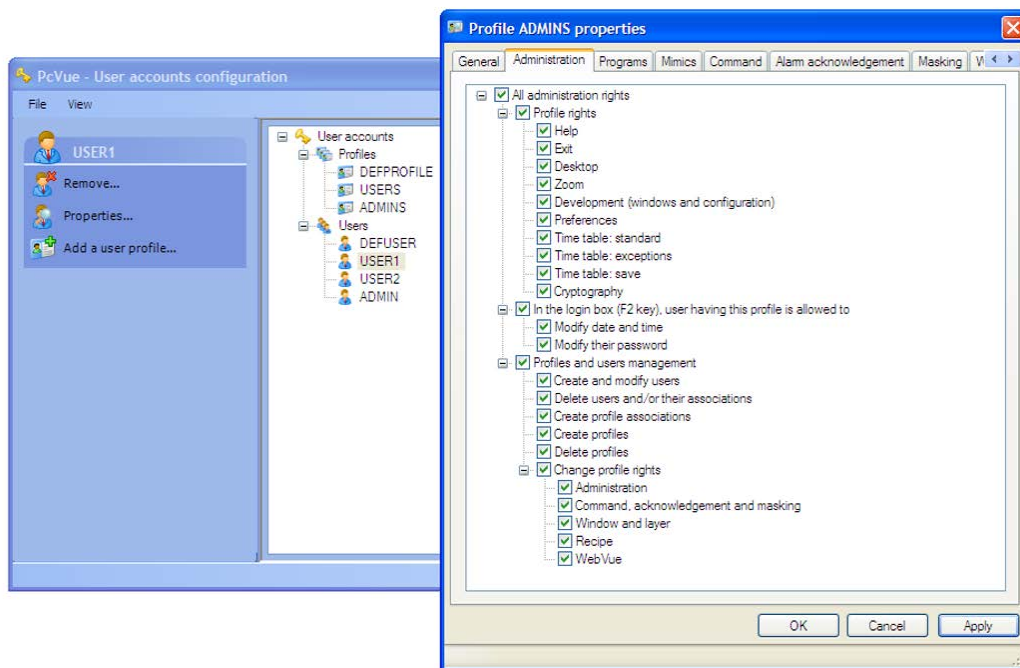 PcVue - User accounts configuration
File View
USER1
Remove...
Properties...
Add a user profile...
User accounts
Profiles
DEFPROFILE
USERS
ADMINS
Users
DEFUSER
USER1
USER2
ADMIN
Profile ADMINS properties
General Administration Programs Mimics Command Alarm acknowledgement Masking
All administration rights
Profile rights
Help
Exit
Desktop
Zoom
Development (windows and configuration)
Preferences
Time table: standard
Time table: exceptions
Time table: save
Cryptography
In the login box (F2 key), user having this profile is allowed to
Modify date and time
Modify their password
Profiles and users management
Create and modify users
Delete users and/or their associations
Create profile associations
Create profiles
Delete profiles
Change profile rights
Administration
Command, acknowledgement and masking
Window and layer
Recipe
WebVue
OK Cancel Apply